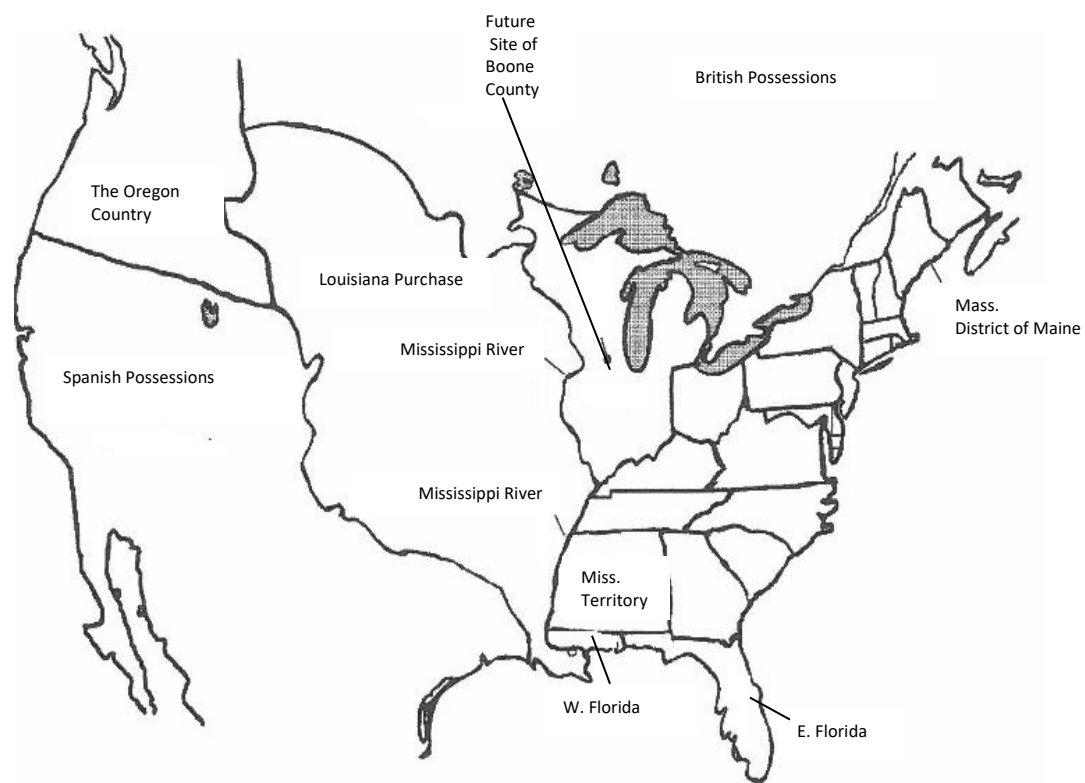 Future
Site of
Boone
County
British Possessions
The Oregon
Country
Louisiana Purchase
Mass.
District of Maine
Mississippi River
Spanish Possessions
Mississippi River
Miss.
Territory
W. Florida
E. Florida